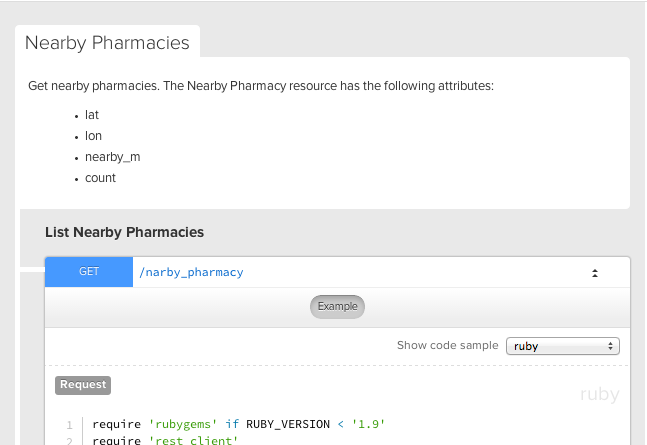 Nearby Pharmacies
Get nearby pharmacies. The Nearby Pharmacy resource has the following attributes:
• lat
• lon
• nearby_m
• count
List Nearby Pharmacies
GET /narby_pharmacy
Example
Show code sample ruby
Request
ruby
1 require 'rubygems' if RUBY_VERSION < '1.9'
2 require 'rest_client'